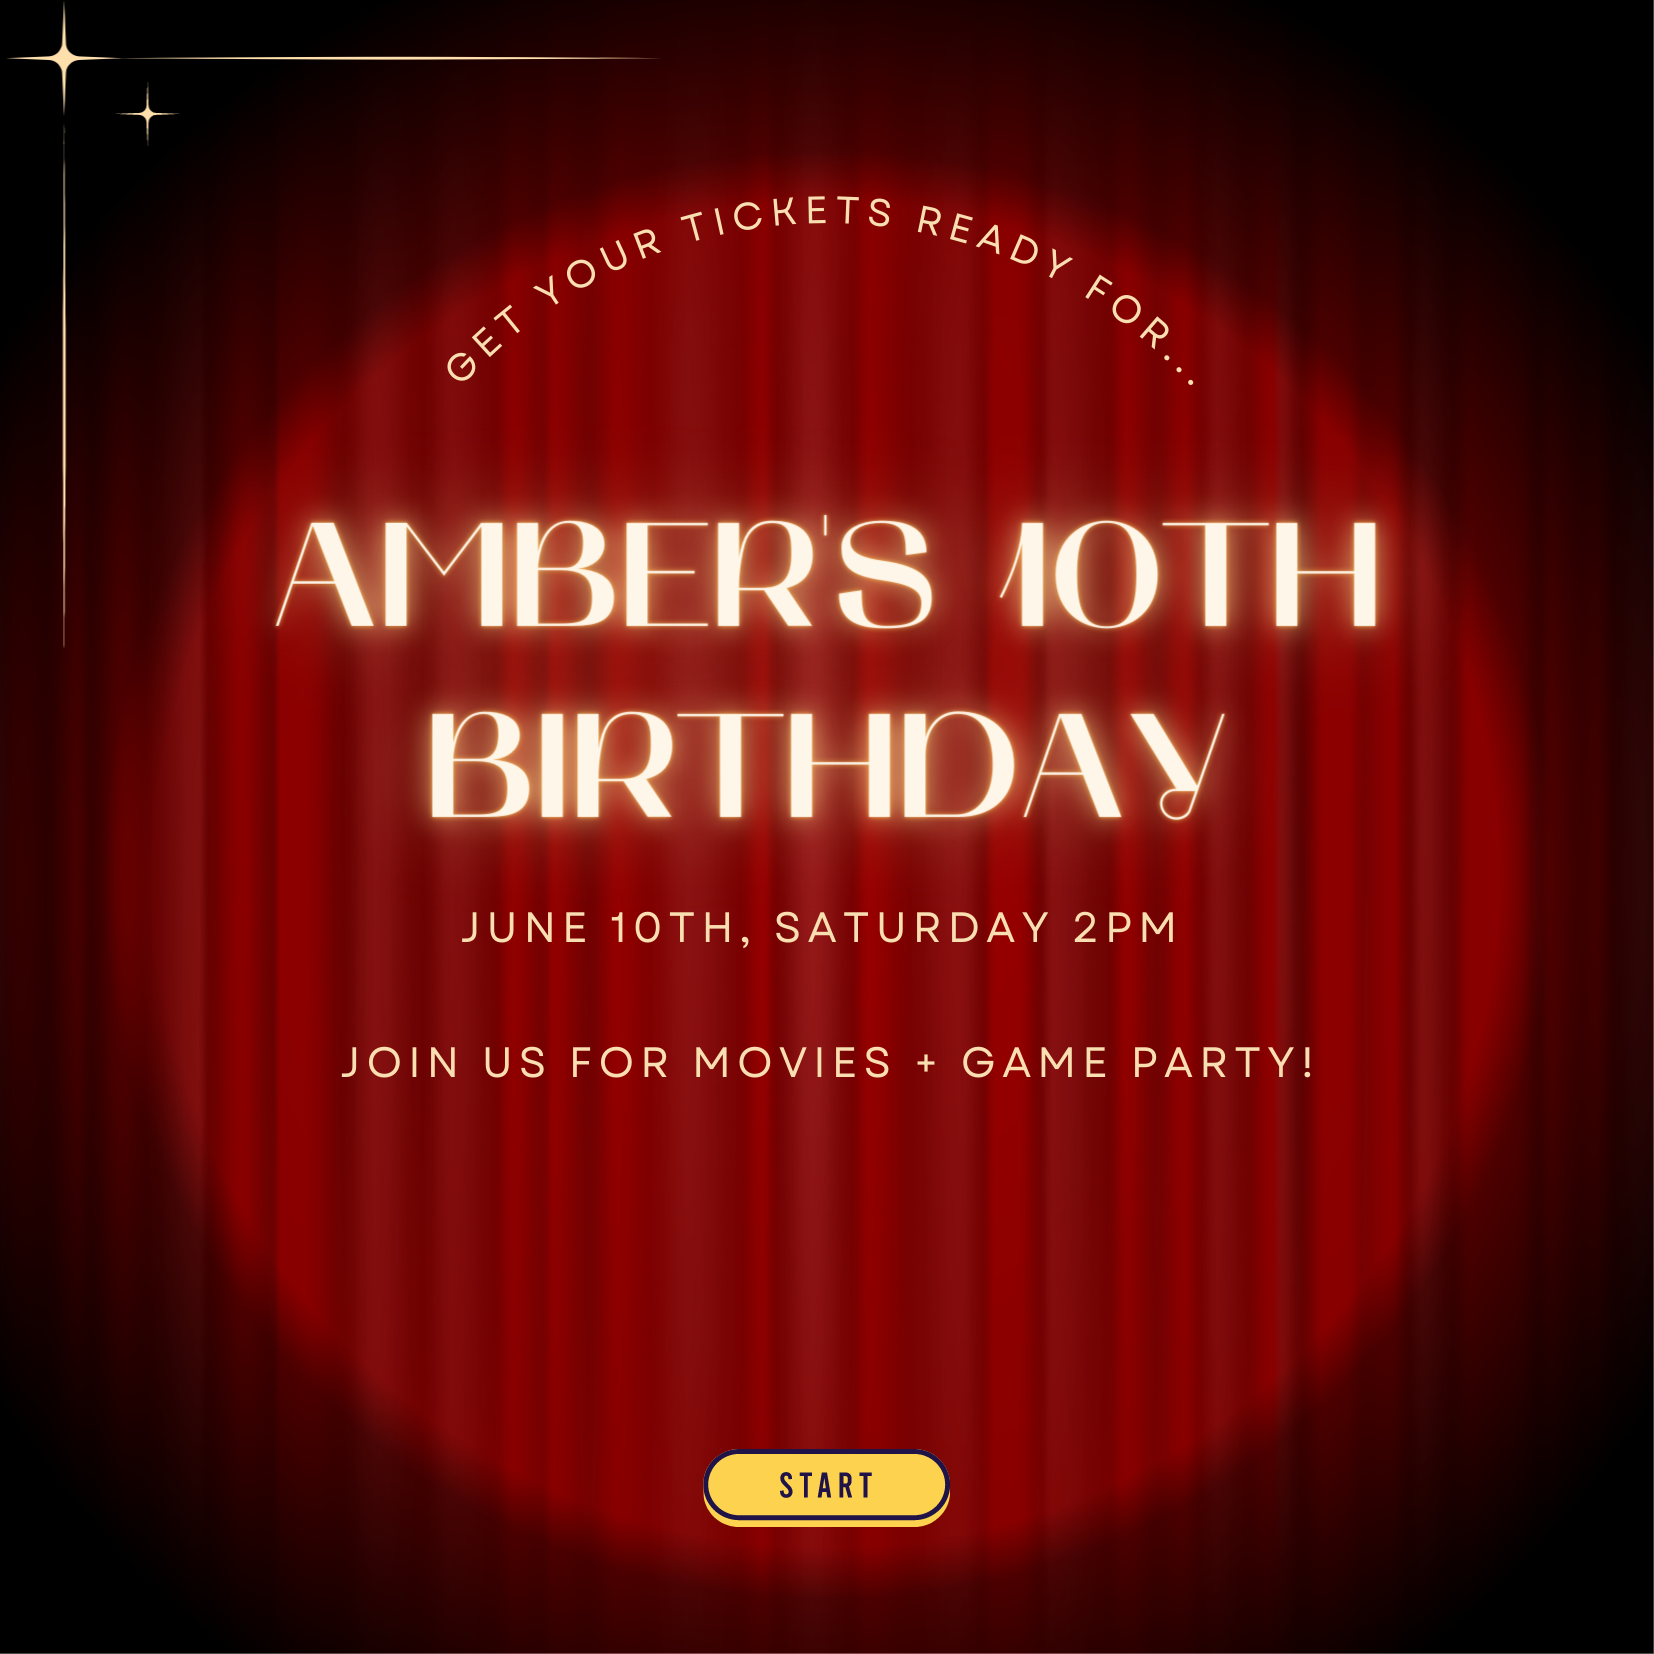 GET YOUR TICKETS READY FOR...
AMBER'S 10TH
BIRTHDAY
JUNE 10TH, SATURDAY 2PM
JOIN US FOR MOVIES + GAME PARTY!
START